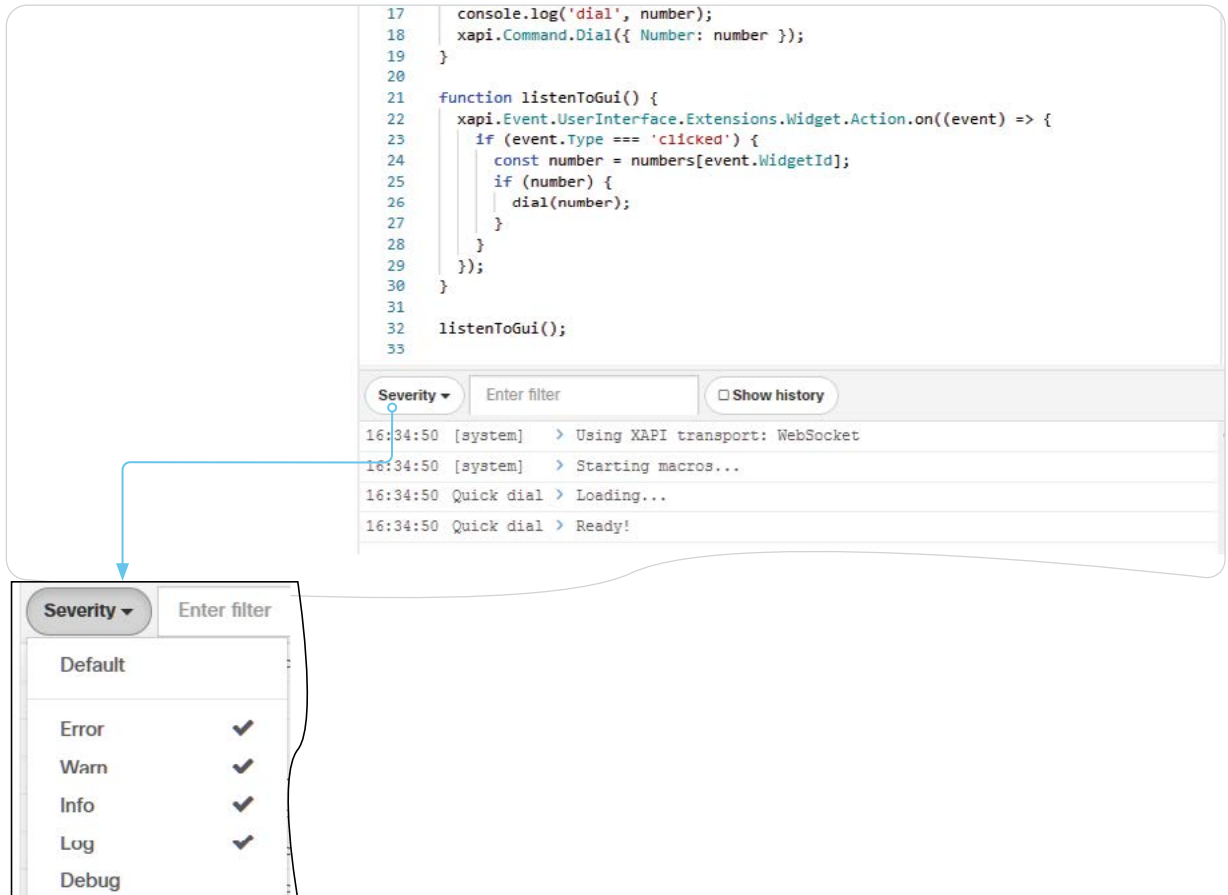 17 console.log('dial', number);
18 xapi.Command.Dial({ Number: number });
19 }
20
21 function listenToGui() {
22 xapi.Event.UserInterface.Extensions.Widget.Action.on((event) => {
23 if (event.Type === 'clicked') {
24 const number = numbers[event.WidgetId];
25 if (number) {
26 dial(number);
27 }
28 }
29 });
30 }
31
32 listenToGui();
33
Severity Enter filter Show history
16:34:50 [system] > Using XAPI transport: WebSocket
16:34:50 [system] > Starting macros...
16:34:50 Quick dial > Loading...
16:34:50 Quick dial > Ready!
Severity Enter filter
Default
Error
Warn
Info
Log
Debug